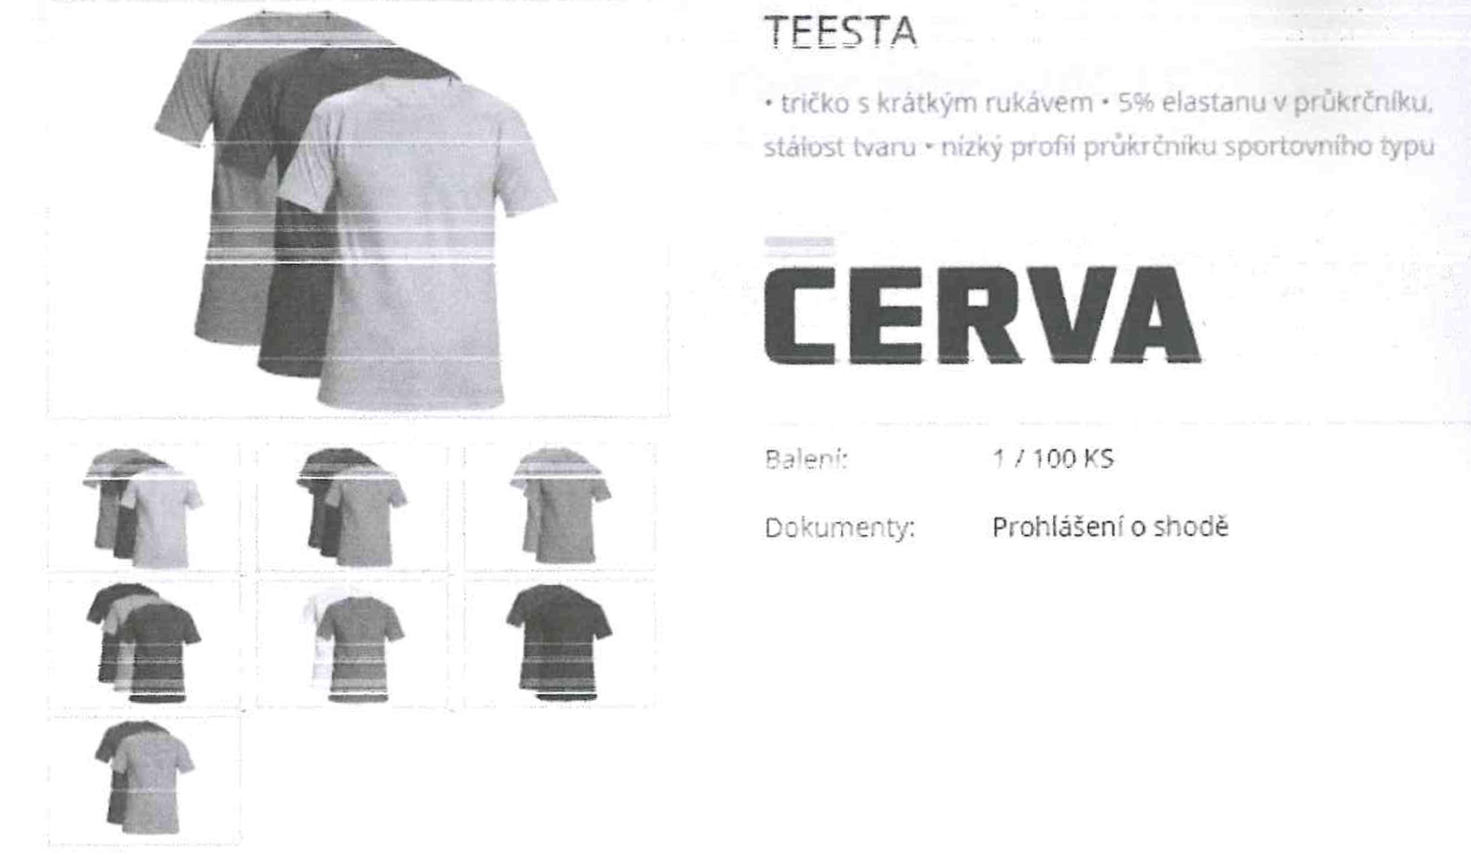 TEESTA
• tričko s krátkým rukávem • 5% elastanu v průkrčníku,
stálost tvaru • nízký profil průkrčníku sportovního typu
CERVA
Balení: 1 / 100 KS
Dokumenty: Prohlášení o shodě